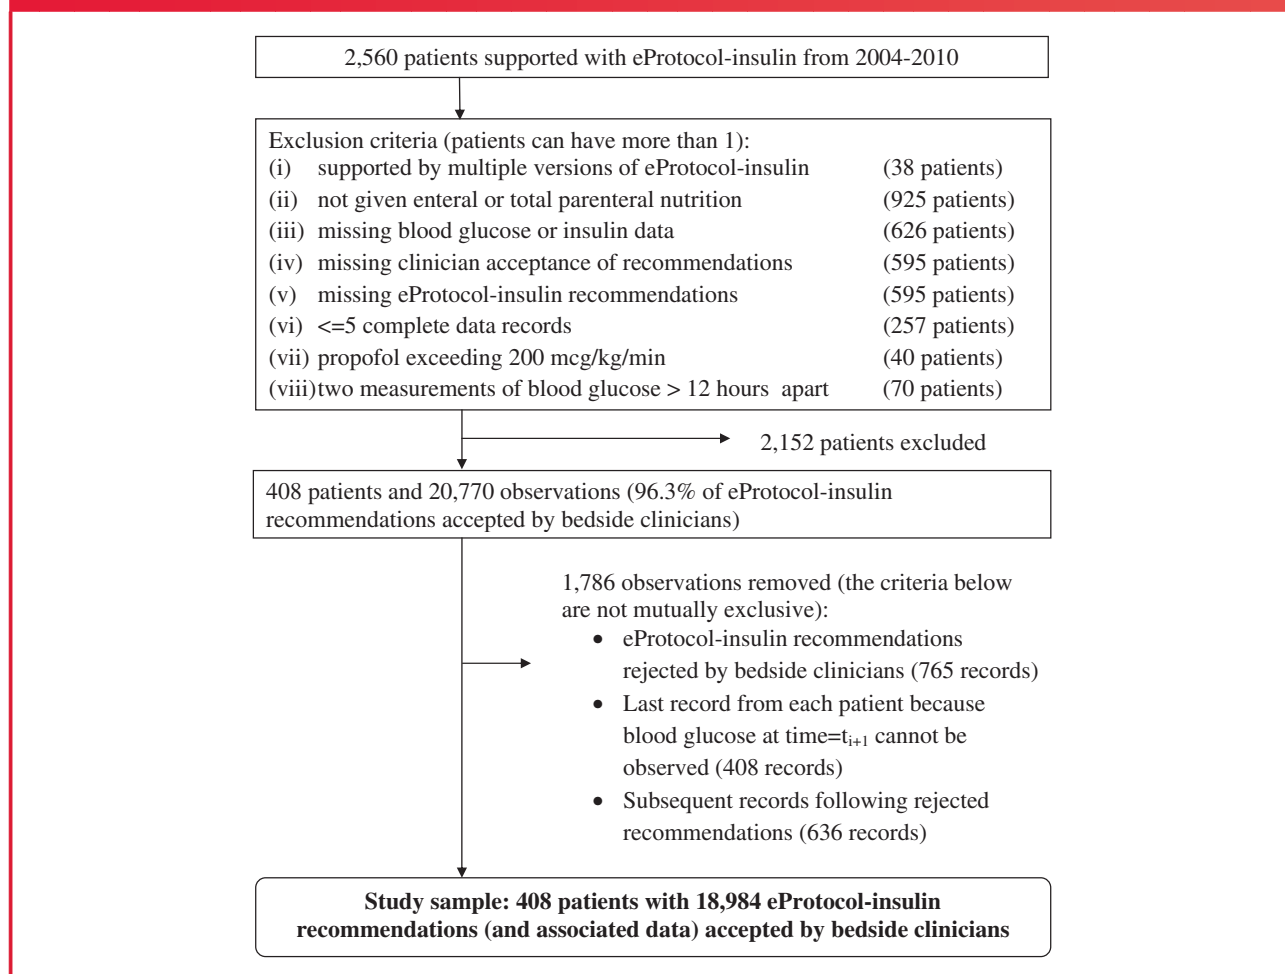 2,560 patients supported with eProtocol-insulin from 2004-2010
Exclusion criteria (patients can have more than 1):
(i) supported by multiple versions of eProtocol-insulin (38 patients)
(ii) not given enteral or total parenteral nutrition (925 patients)
(iii) missing blood glucose or insulin data (626 patients)
(iv) missing clinician acceptance of recommendations (595 patients)
(v) missing eProtocol-insulin recommendations (595 patients)
(vi) <=5 complete data records (257 patients)
(vii) propofol exceeding 200 mcg/kg/min (40 patients)
(viii) two measurements of blood glucose > 12 hours apart (70 patients)
2,152 patients excluded
408 patients and 20,770 observations (96.3% of eProtocol-insulin
recommendations accepted by bedside clinicians)
1,786 observations removed (the criteria below
are not mutually exclusive):
• eProtocol-insulin recommendations
rejected by bedside clinicians (765 records)
• Last record from each patient because
blood glucose at time=tᵢ₊₁ cannot be
observed (408 records)
• Subsequent records following rejected
recommendations (636 records)
Study sample: 408 patients with 18,984 eProtocol-insulin
recommendations (and associated data) accepted by bedside clinicians